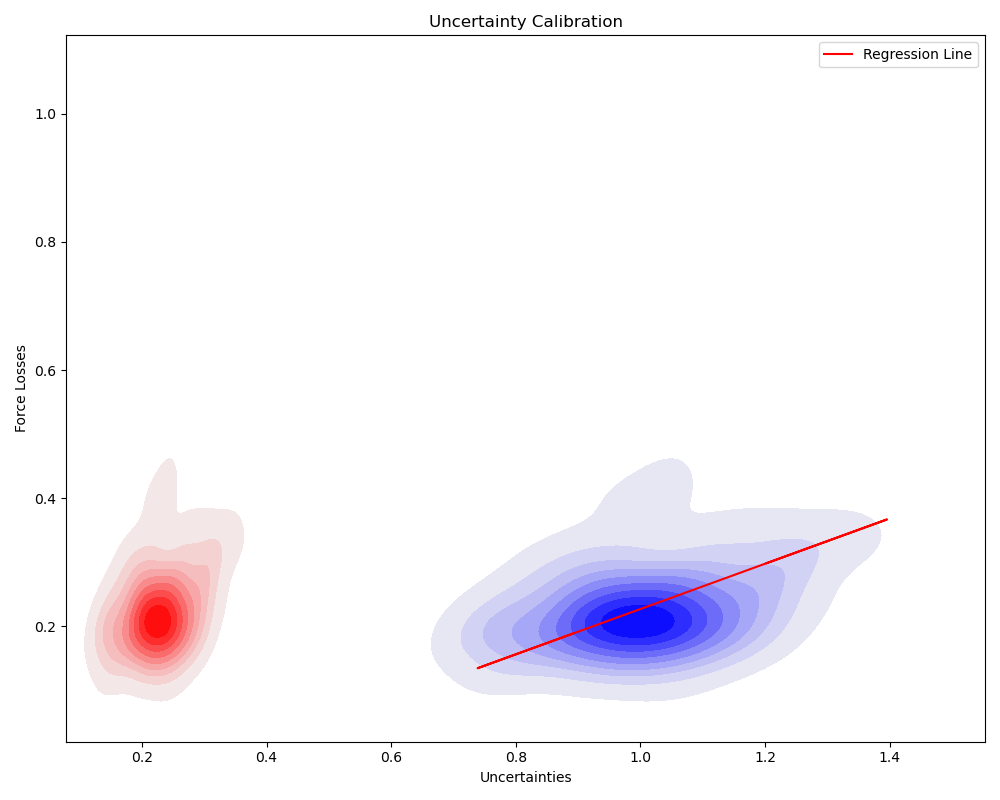 Uncertainty Calibration
Regression Line
Force Losses
1.0
0.8
0.6
0.4
0.2
0.2 0.4 0.6 0.8 1.0 1.2 1.4
Uncertainties